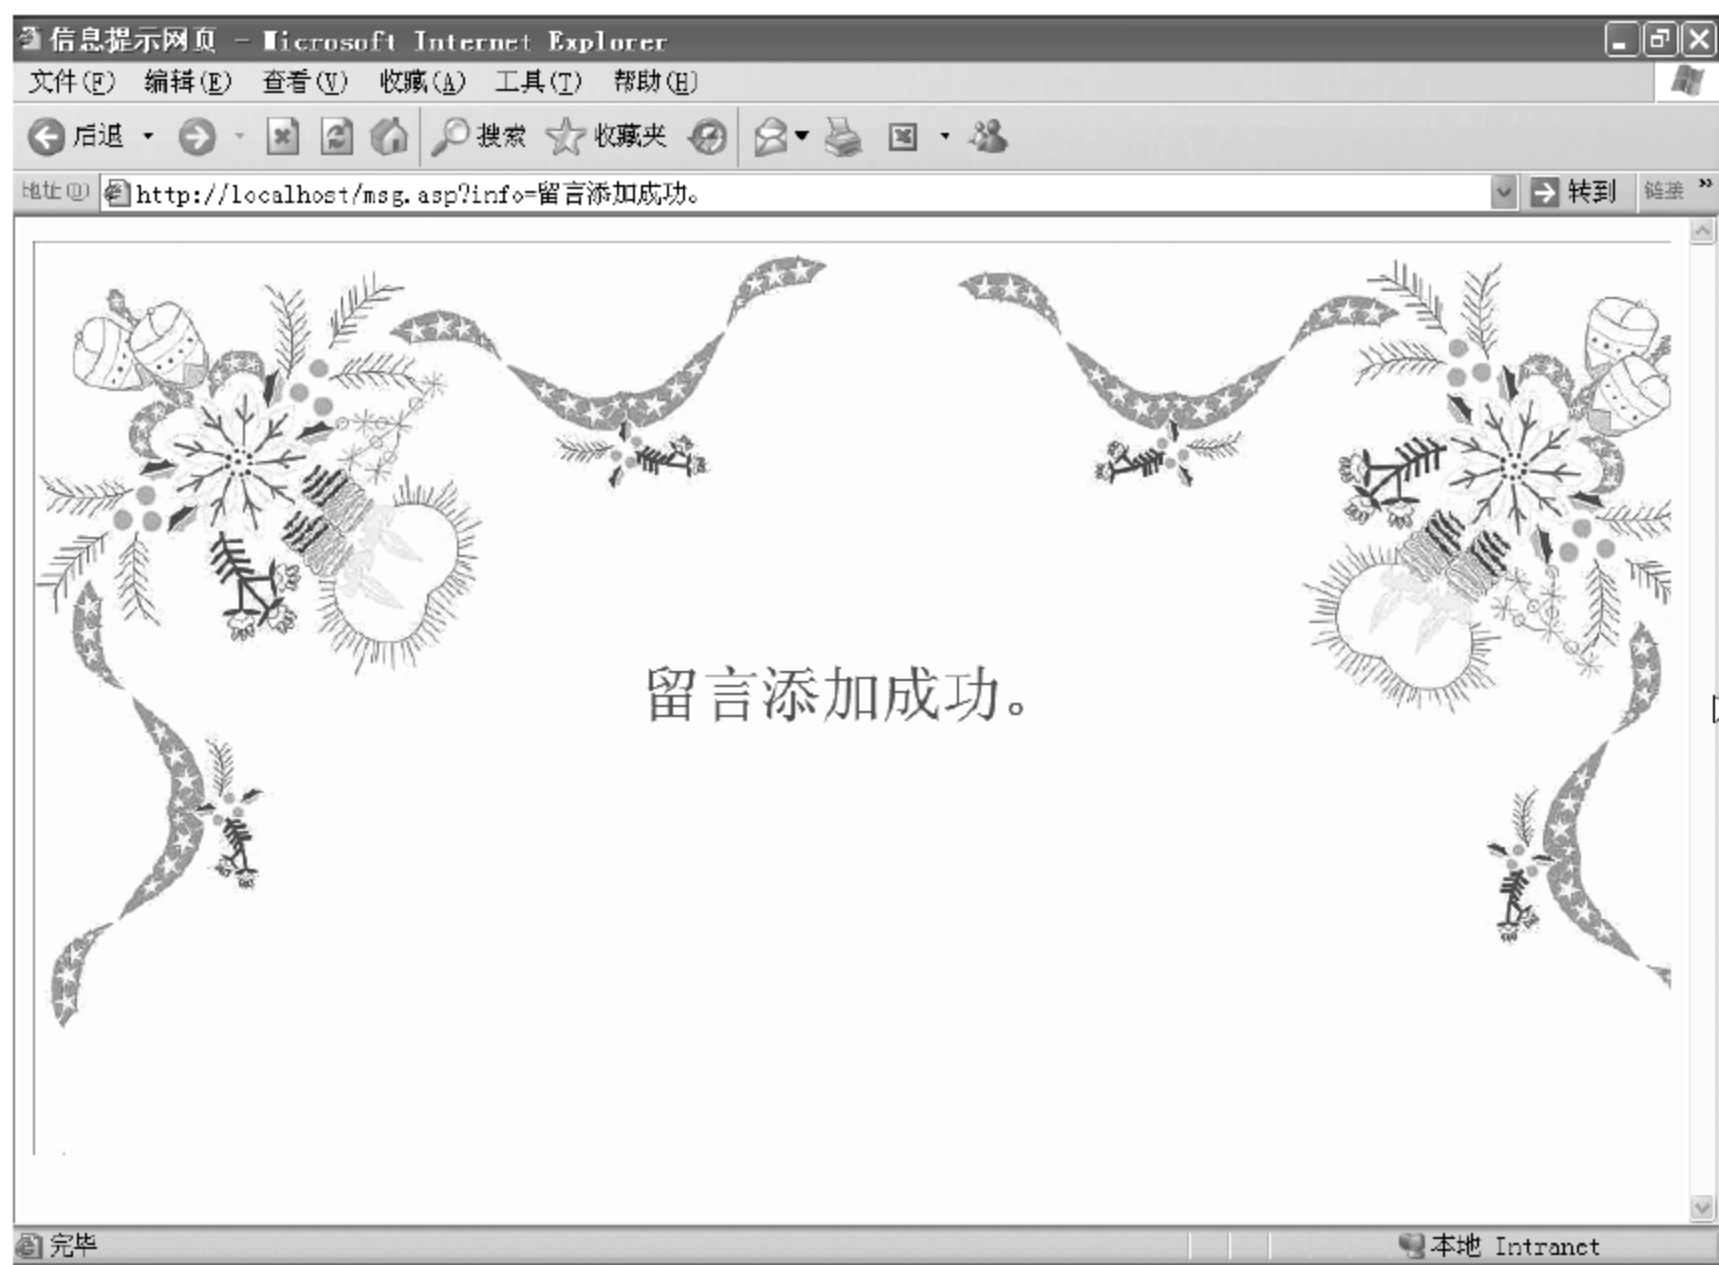 信息提示网页 - Microsoft Internet Explorer
文件(F) 编辑(E) 查看(V) 收藏(A) 工具(T) 帮助(H)
后退 搜索 收藏夹
地址(D) http://localhost/msg.asp?info=留言添加成功。 转到 链接 »
留言添加成功。
完毕 本地 Intranet